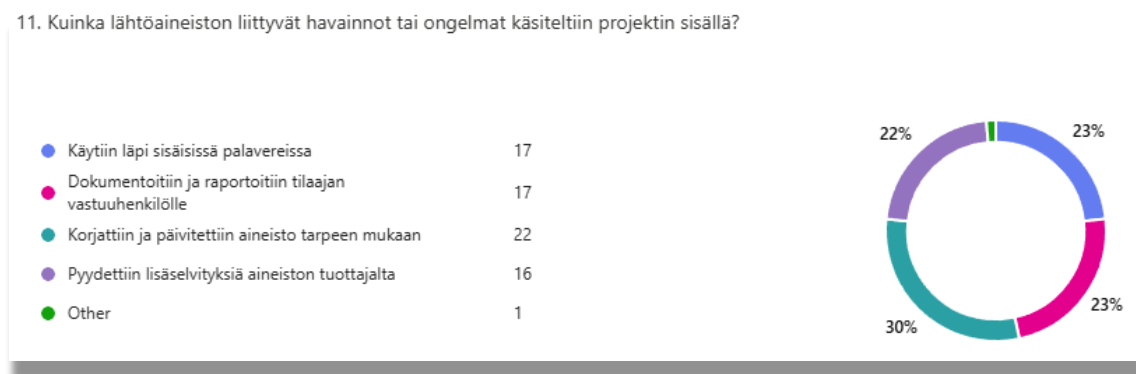 11. Kuinka lähtöaineiston liittyvät havainnot tai ongelmat käsiteltiin projektin sisällä?
Käytiin läpi sisäisissä palavereissa 17
Dokumentoitiin ja raportoitiin tilaajan
vastuuhenkilölle 17
Korjattiin ja päivitettiin aineisto tarpeen mukaan 22
Pyydettiin lisäselvityksiä aineiston tuottajalta 16
Other 1
22%
23%
30%
23%